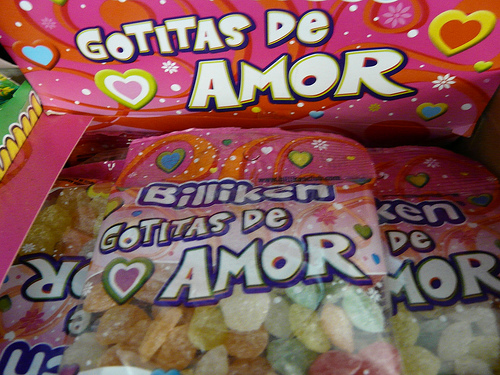 GOTITAS DE
AMOR
Billiken
GOTITAS DE
AMOR
ken
DE
MOR